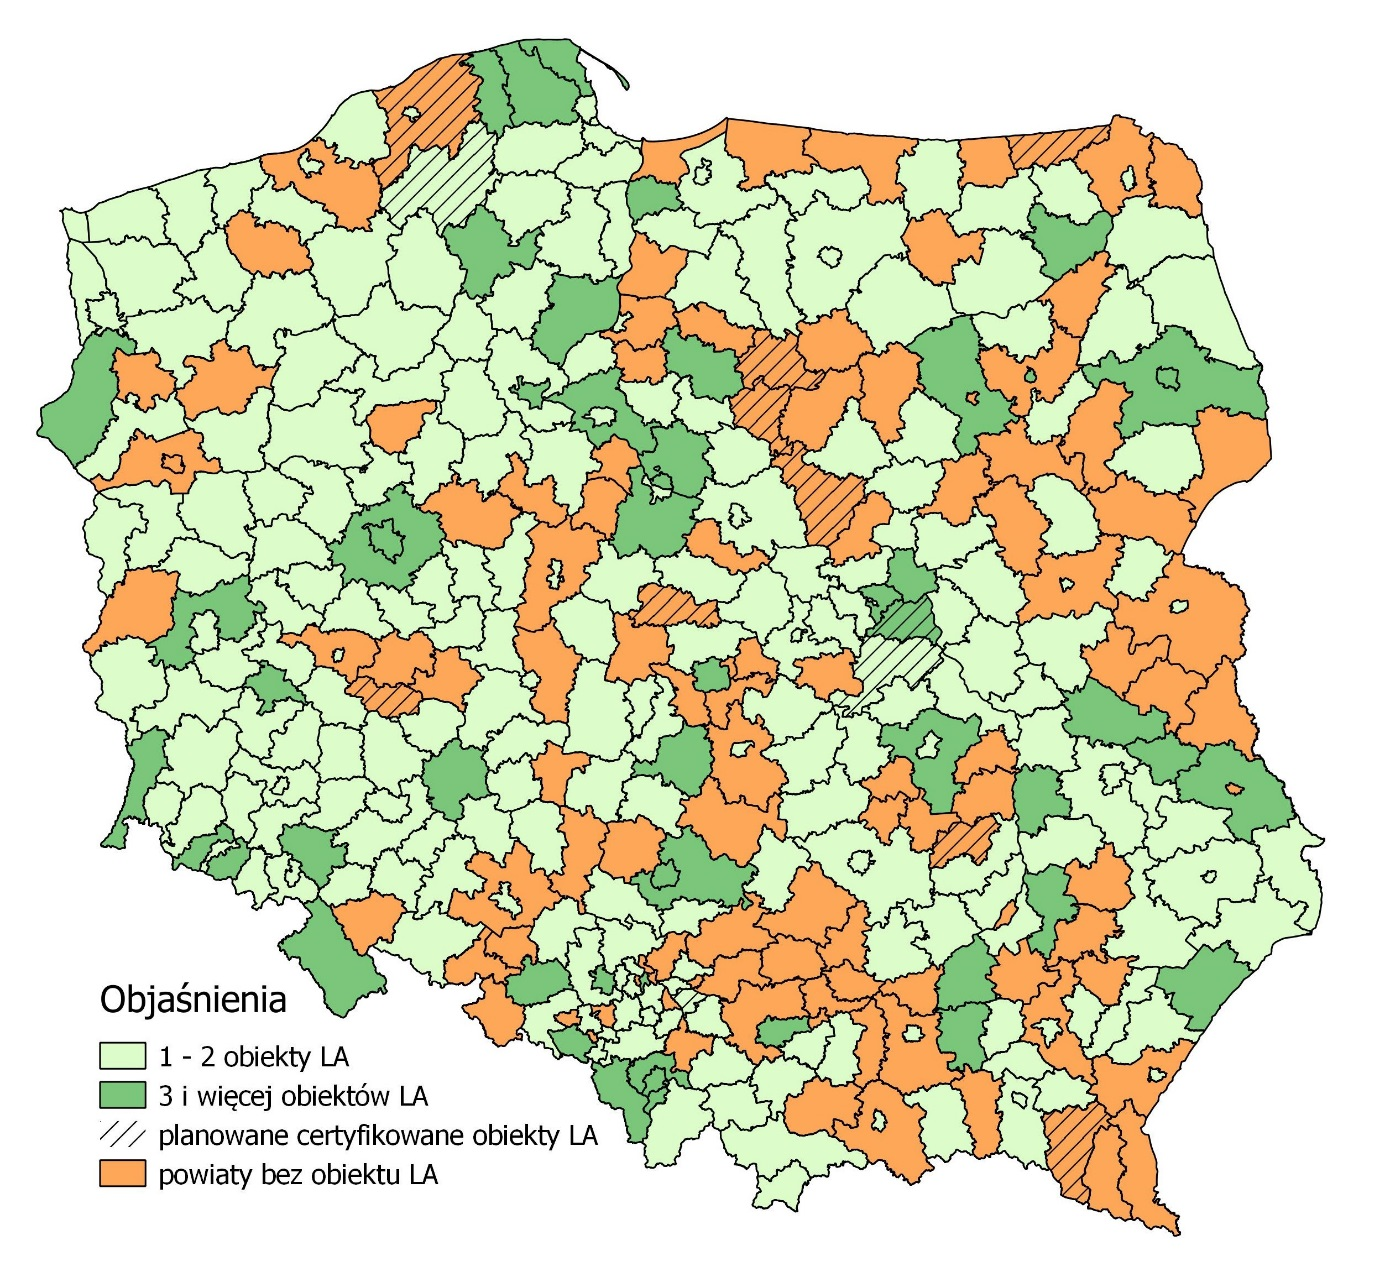 Objaśnienia
1 - 2 obiekty LA
3 i więcej obiektów LA
planowane certyfikowane obiekty LA
powiaty bez obiektu LA